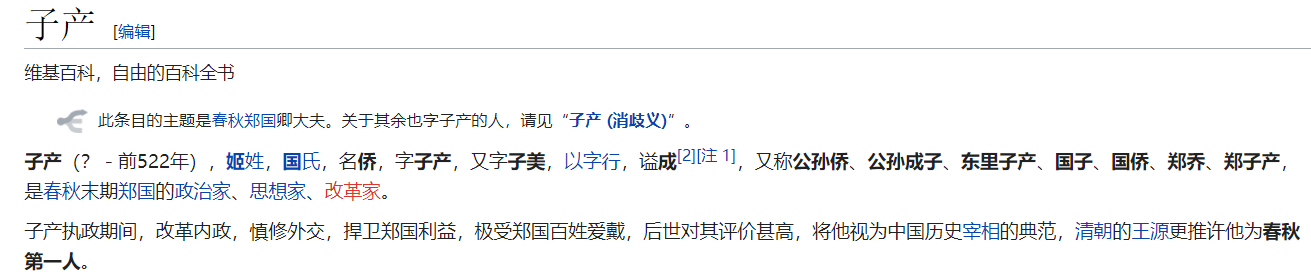 子产 [编辑]
维基百科，自由的百科全书
此条目的主题是春秋郑国卿大夫。关于其余也字子产的人，请见“子产 (消歧义)”。
子产（? - 前522年），姬姓，国氏，名侨，字子产，又字子美，以字行，谥成[2][注 1]，又称公孙侨、公孙成子、东里子产、国子、国侨、郑乔、郑子产，
是春秋末期郑国的政治家、思想家、改革家。
子产执政期间，改革内政，慎修外交，捍卫郑国利益，极受郑国百姓爱戴，后世对其评价甚高，将他视为中国历史宰相的典范，清朝的王源更推许他为春秋
第一人。